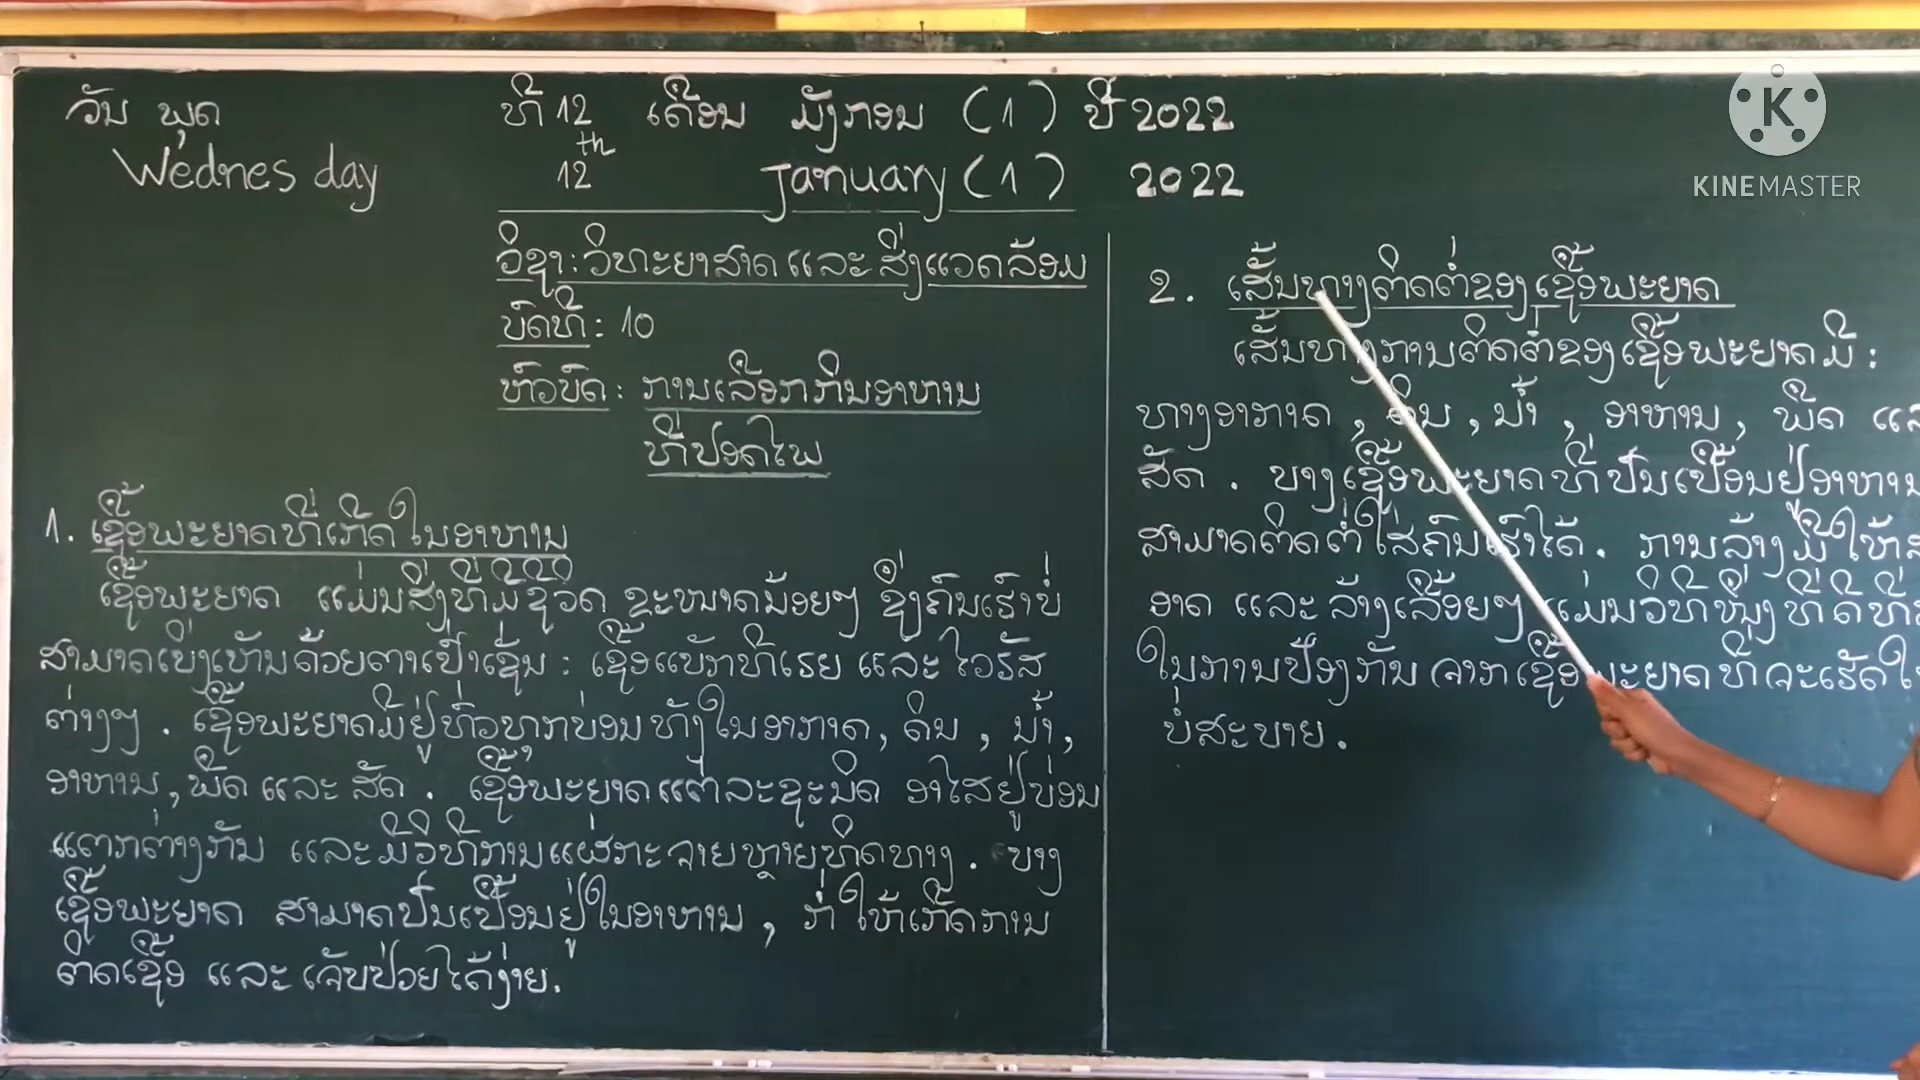 ວັນ ພຸດ ທີ 12 ເດືອນ ມັງກອນ (1) ປີ 2022
Wednesday 12th January (1) 2022
KINEMASTER
ວິຊາ: ວິທະຍາສາດ ແລະ ສິ່ງແວດລ້ອມ
ບົດທີ: 10
ຫົວບົດ: ການເລືອກກິນອາຫານ
ທີ່ປອດໄພ
1. ເຊື້ອພະຍາດທີ່ເກີດໃນອາຫານ
ເຊື້ອພະຍາດ ແມ່ນສິ່ງທີ່ມີຊີວິດ ຂະໜາດນ້ອຍໆ ຊຶ່ງຄົນເຮົາບໍ່
ສາມາດເບິ່ງເຫັນດ້ວຍຕາເປົ່າເຊັ່ນ: ເຊື້ອແບັກທີເຣຍ ແລະ ໄວຣັສ
ຕ່າງໆ. ເຊື້ອພະຍາດມີຢູ່ທົ່ວທຸກບ່ອນທັງໃນອາກາດ, ດິນ, ນ້ຳ,
ອາຫານ, ພືດ ແລະ ສັດ. ເຊື້ອພະຍາດແຕ່ລະຊະນິດ ອາໄສຢູ່ບ່ອນ
ແຕກຕ່າງກັນ ແລະ ມີວິທີການແຜ່ກະຈາຍຫຼາຍທິດທາງ. ບາງ
ເຊື້ອພະຍາດ ສາມາດປົນເປື້ອນຢູ່ໃນອາຫານ, ກໍ່ໃຫ້ເກີດການ
ຕິດເຊື້ອ ແລະ ເຈັບປ່ວຍໄດ້ງ່າຍ.
2. ເສັ້ນທາງຕິດຕໍ່ຂອງເຊື້ອພະຍາດ
ເສັ້ນທາງການຕິດຕໍ່ຂອງເຊື້ອພະຍາດມີ:
ທາງອາກາດ, ດິນ, ນ້ຳ, ອາຫານ, ພືດ ແລ
ສັດ. ບາງເຊື້ອພະຍາດທີ່ປົນເປື້ອນຢູ່ອາຫານ
ສາມາດຕິດຕໍ່ໃສ່ຄົນເຮົາໄດ້. ການລ້າງມືໃຫ້ສ
ອາດ ແລະ ລ້າງເລື້ອຍໆ ແມ່ນວິທີໜຶ່ງທີ່ດີທີ່
ໃນການປ້ອງກັນ ຈາກເຊື້ອພະຍາດທີ່ຈະເຮັດໃ
ບໍ່ສະບາຍ.